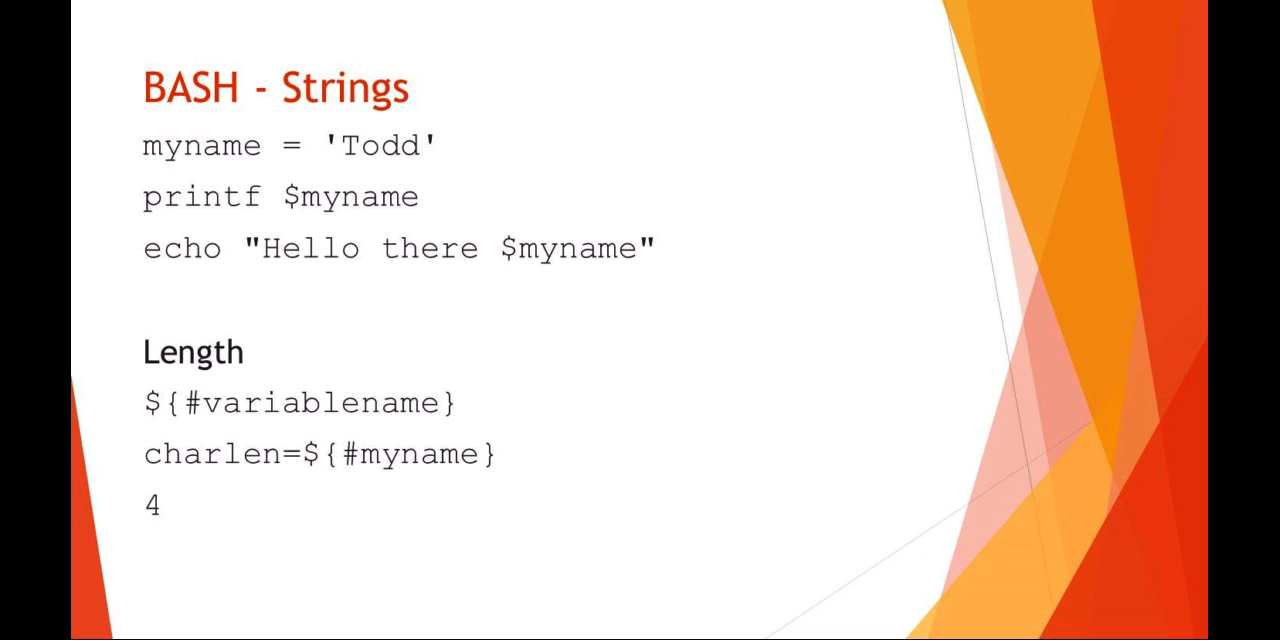 BASH - Strings
myname = 'Todd'
printf $myname
echo "Hello there $myname"
Length
${#variablename}
charlen=${#myname}
4